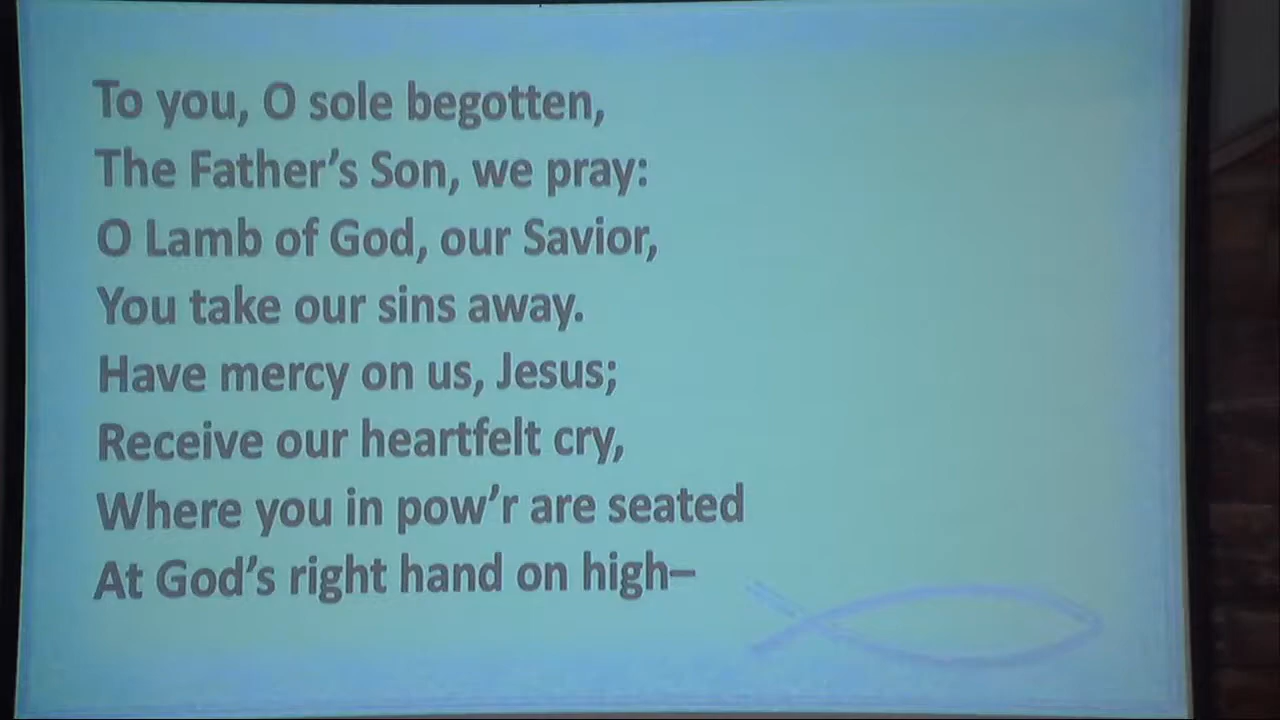 To you, O sole begotten,
The Father’s Son, we pray:
O Lamb of God, our Savior,
You take our sins away.
Have mercy on us, Jesus;
Receive our heartfelt cry,
Where you in pow’r are seated
At God’s right hand on high–